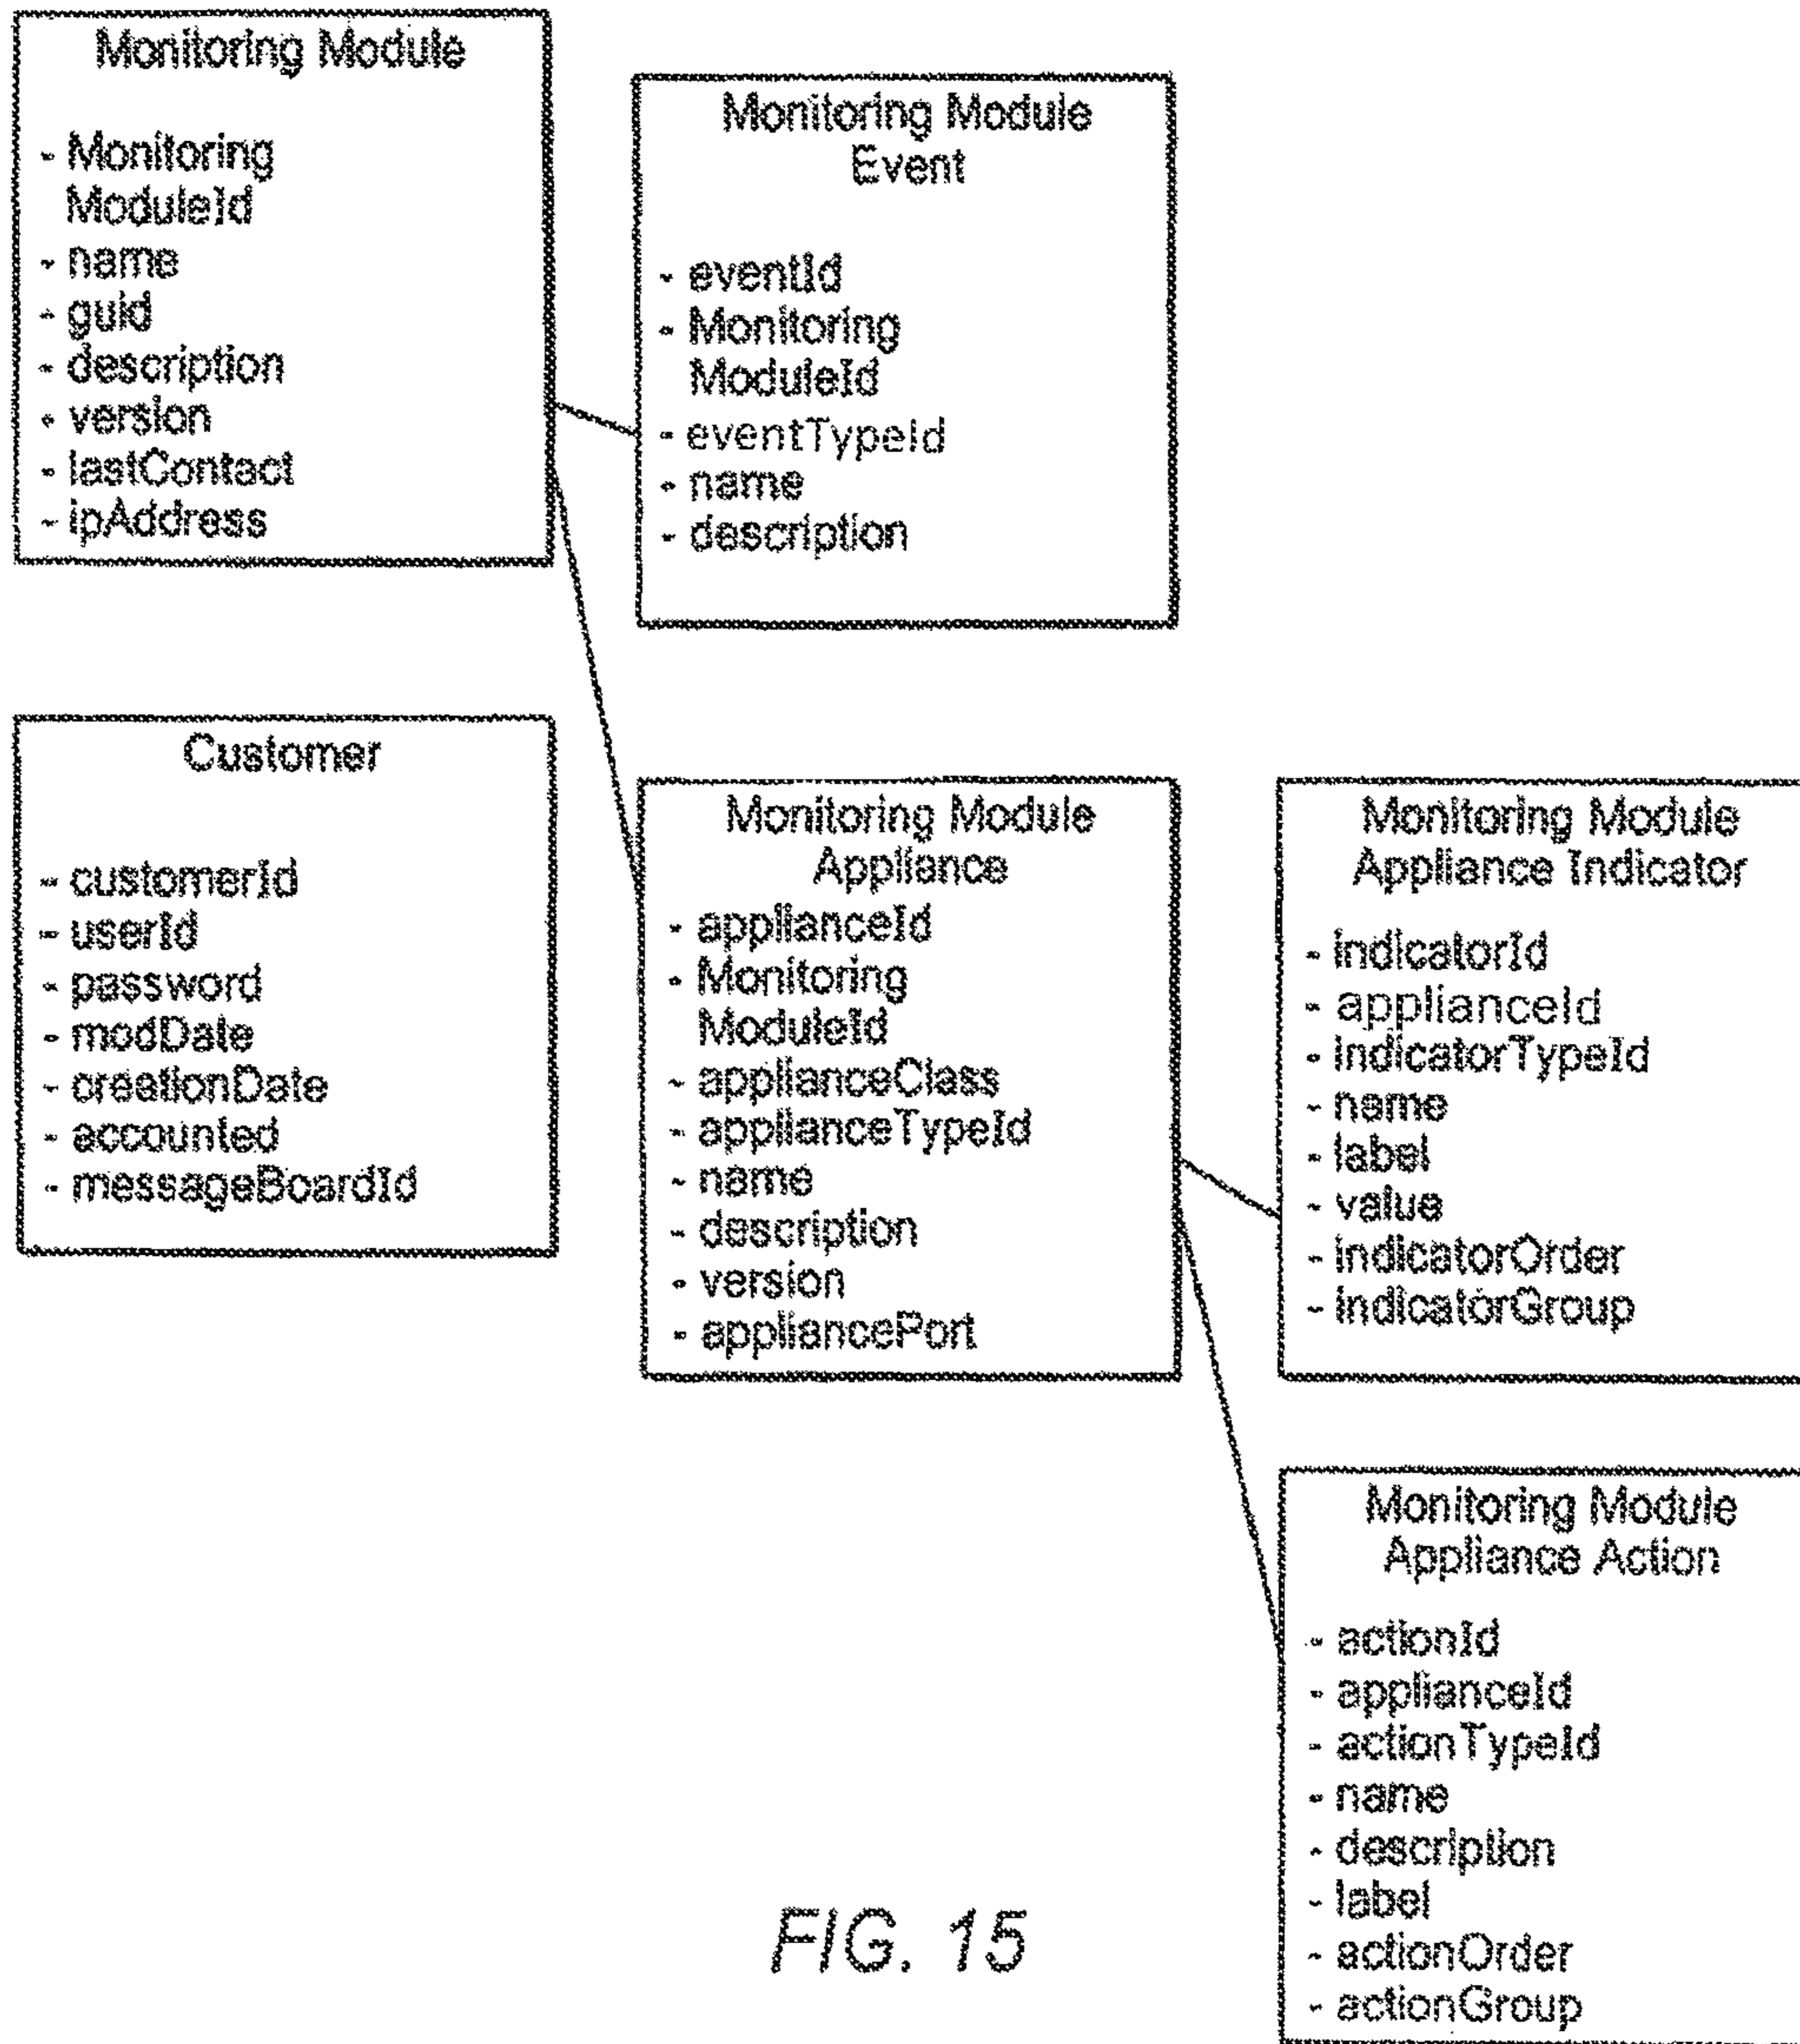 Monitoring Module
- Monitoring
ModuleId
- name
- guid
- description
- version
- lastContact
- ipAddress
Monitoring Module
Event
- eventId
- Monitoring
ModuleId
- eventTypeId
- name
- description
Customer
- customerId
- userId
- password
- modDate
- creationDate
- accounted
- messageBoardId
Monitoring Module
Appliance
- applianceId
- Monitoring
ModuleId
- applianceClass
- applianceTypeId
- name
- description
- version
- appliancePort
Monitoring Module
Appliance Indicator
- indicatorId
- applianceId
- indicatorTypeId
- name
- label
- value
- indicatorOrder
- indicatorGroup
Monitoring Module
Appliance Action
- actionId
- applianceId
- actionTypeId
- name
- description
- label
- actionOrder
- actionGroup
FIG. 15